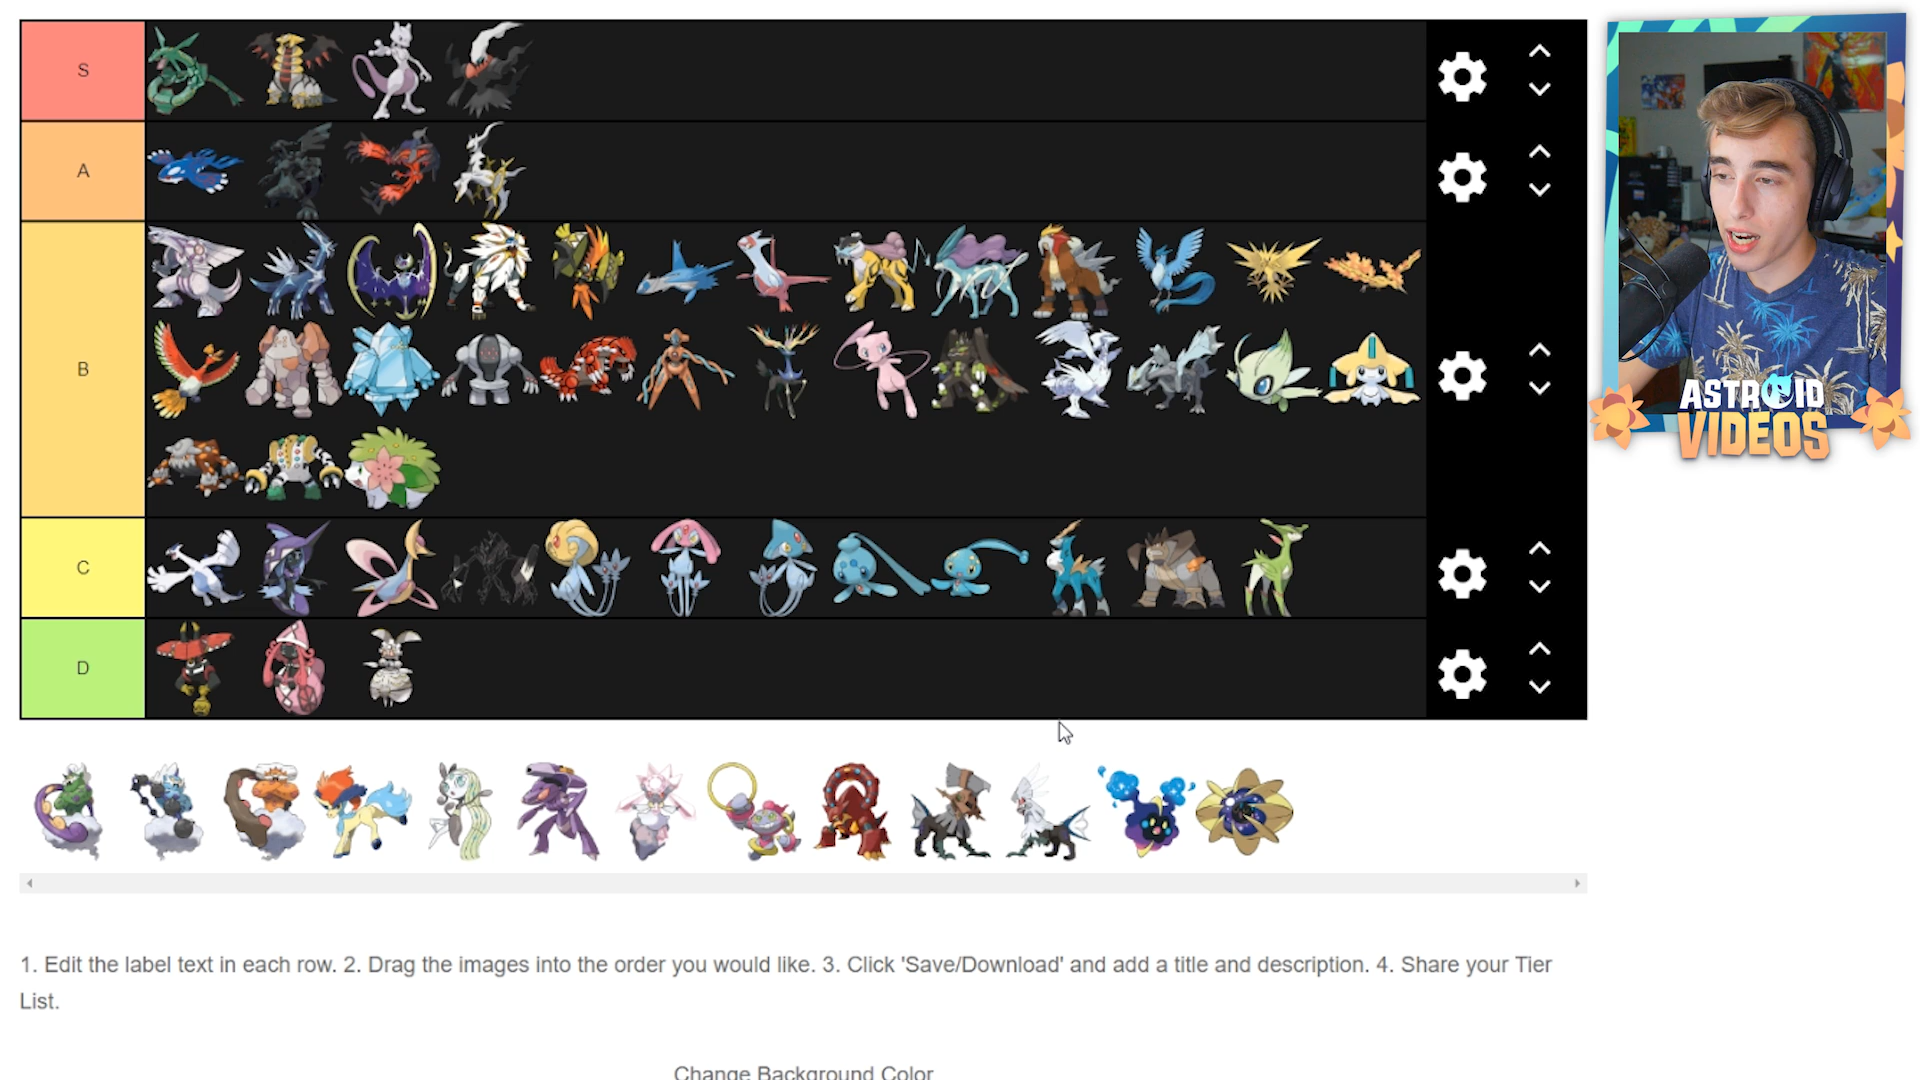 S
A
B
C
D
ASTROID
VIDEOS
1. Edit the label text in each row. 2. Drag the images into the order you would like. 3. Click 'Save/Download' and add a title and description. 4. Share your Tier
List.
Change Background Color